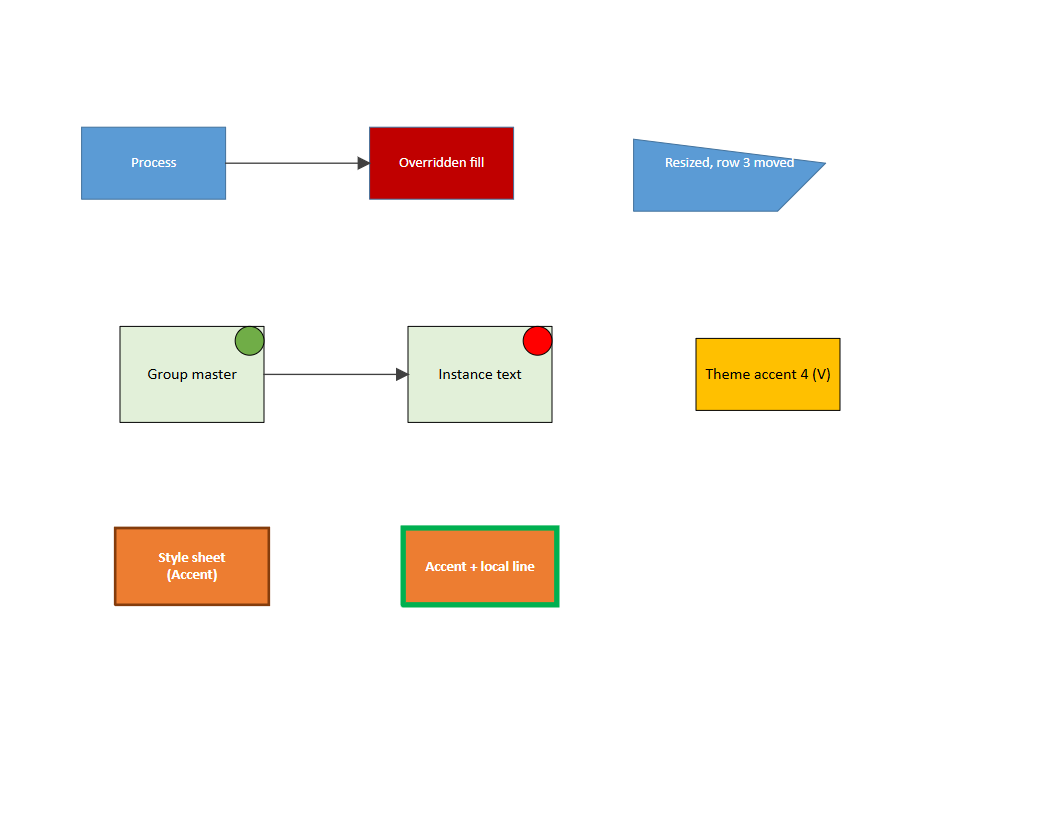 Process
Overridden fill
Resized, row 3 moved
Group master
Instance text
Theme accent 4 (V)
Style sheet
(Accent)
Accent + local line